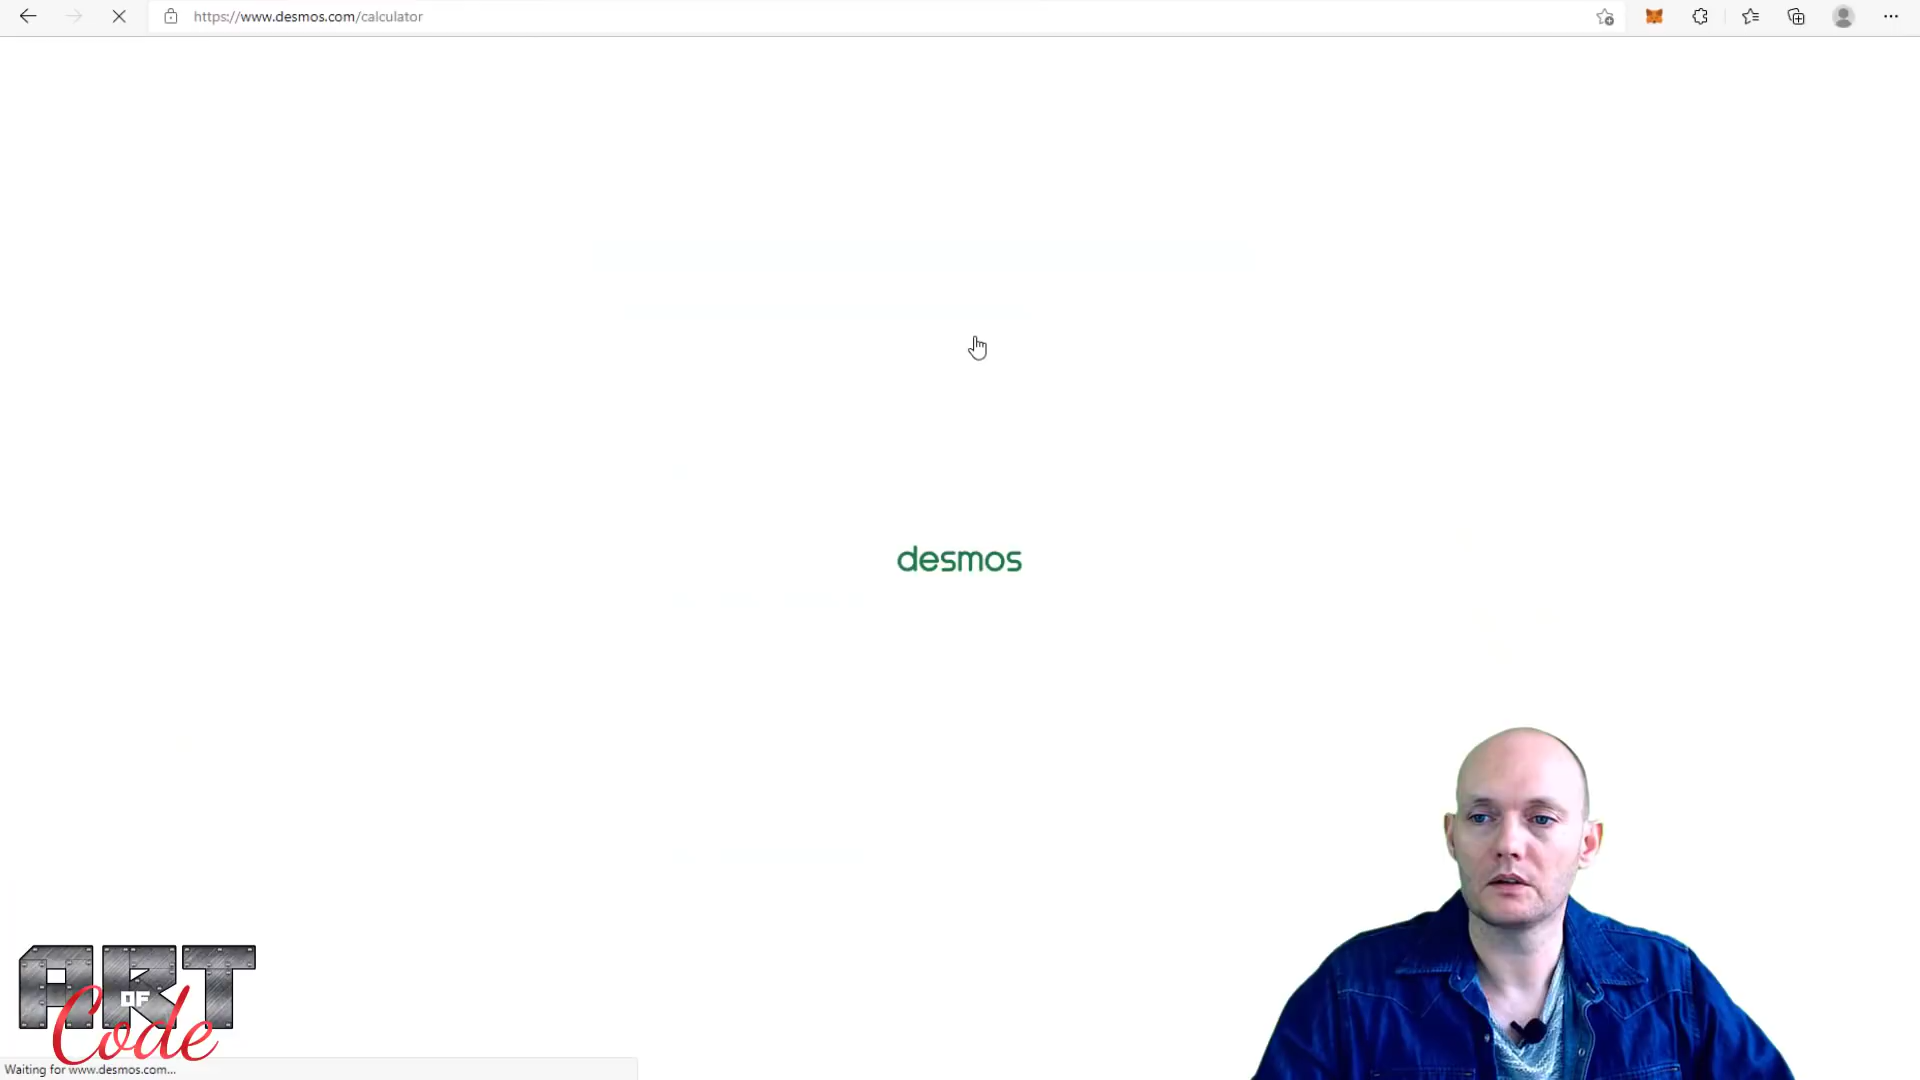 https://www.desmos.com/calculator
desmos
ART
OF
Code
Waiting for www.desmos.com...